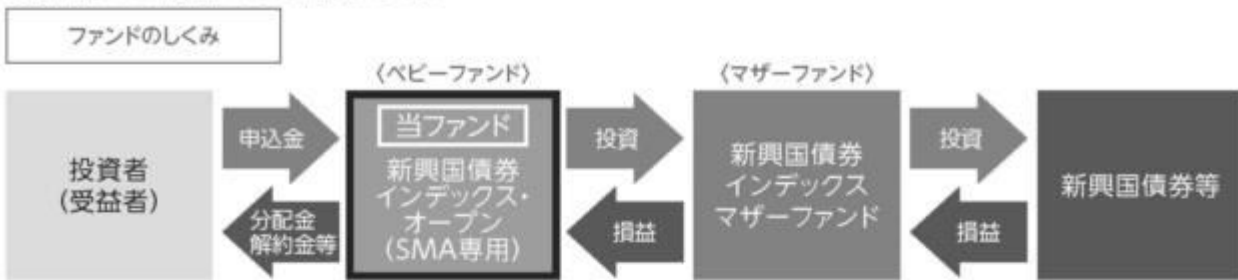 ファンドのしくみ
〈ベビーファンド〉
〈マザーファンド〉
投資者
(受益者)
申込金
分配金
解約金等
当ファンド
新興国債券
インデックス・
オープン
(SMA専用)
投資
損益
新興国債券
インデックス
マザーファンド
投資
損益
新興国債券等